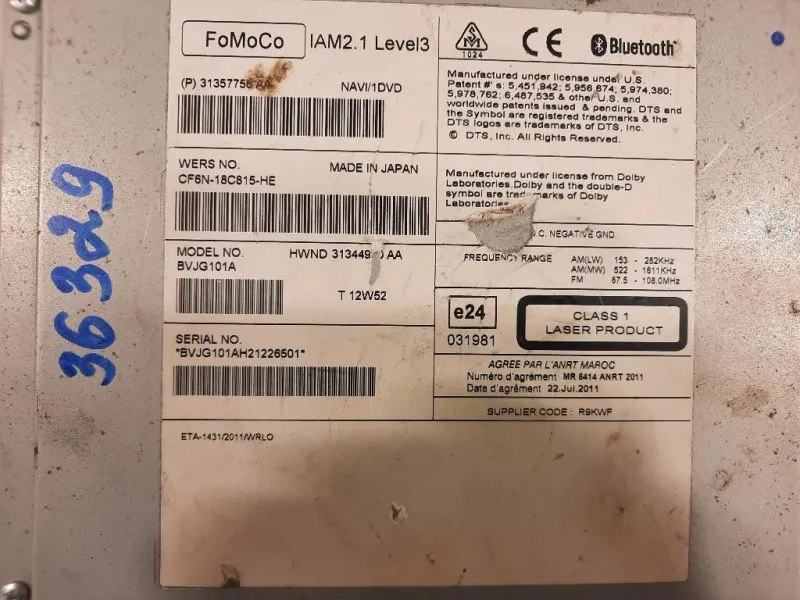 FoMoCo IAM2.1 Level3
(P) 31357756 AA NAVI/1DVD
WERS NO. MADE IN JAPAN
CF6N-18C815-HE
MODEL NO. HWND AA
BVJG101A
T 12W52
SERIAL NO.
*BVJG101AH21226501*
ETA-1431/2011/WRLO
1024
CE
Bluetooth
Manufactured under license under U.S.
Patent #' s: 5,451,942; 5,956,674; 5,974,380;
5,978,762; 6,487,535 & other U.S. and
worldwide patents issued & pending. DTS and
the Symbol are registered trademarks & the
DTS logos are trademarks of DTS, Inc.
© DTS, Inc. All Rights Reserved.
Manufactured under license from Dolby
Laboratories.Dolby and the double-D
symbol are trademarks of Dolby
Laboratories.
C. NEGATIVE GND.
FREQUENCY RANGE AM(LW) 153 - 282KHz
AM(MW) 522 - 1611KHz
FM 87.5 - 108.0MHz
e24
031981
CLASS 1
LASER PRODUCT
AGREE PAR L'ANRT MAROC
Numéro d'agrément MR 6414 ANRT 2011
Date d'agrément 22.Jul.2011
SUPPLIER CODE : R9KWF
36329